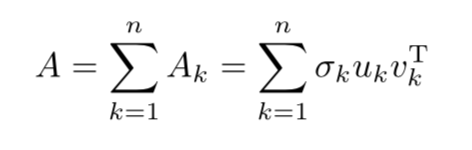 A = \sum_{k=1}^{n} A_k = \sum_{k=1}^{n} \sigma_k u_k v_k^{\mathrm{T}}